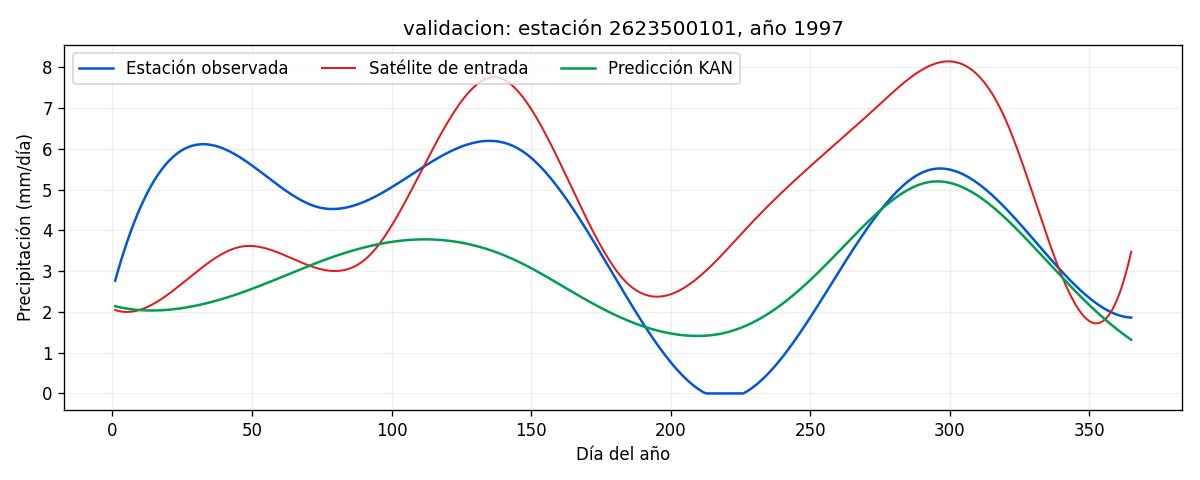 validacion: estación 2623500101, año 1997
Estación observada
Satélite de entrada
Predicción KAN
Precipitación (mm/día)
8
7
6
5
4
3
2
1
0
0 50 100 150 200 250 300 350
Día del año